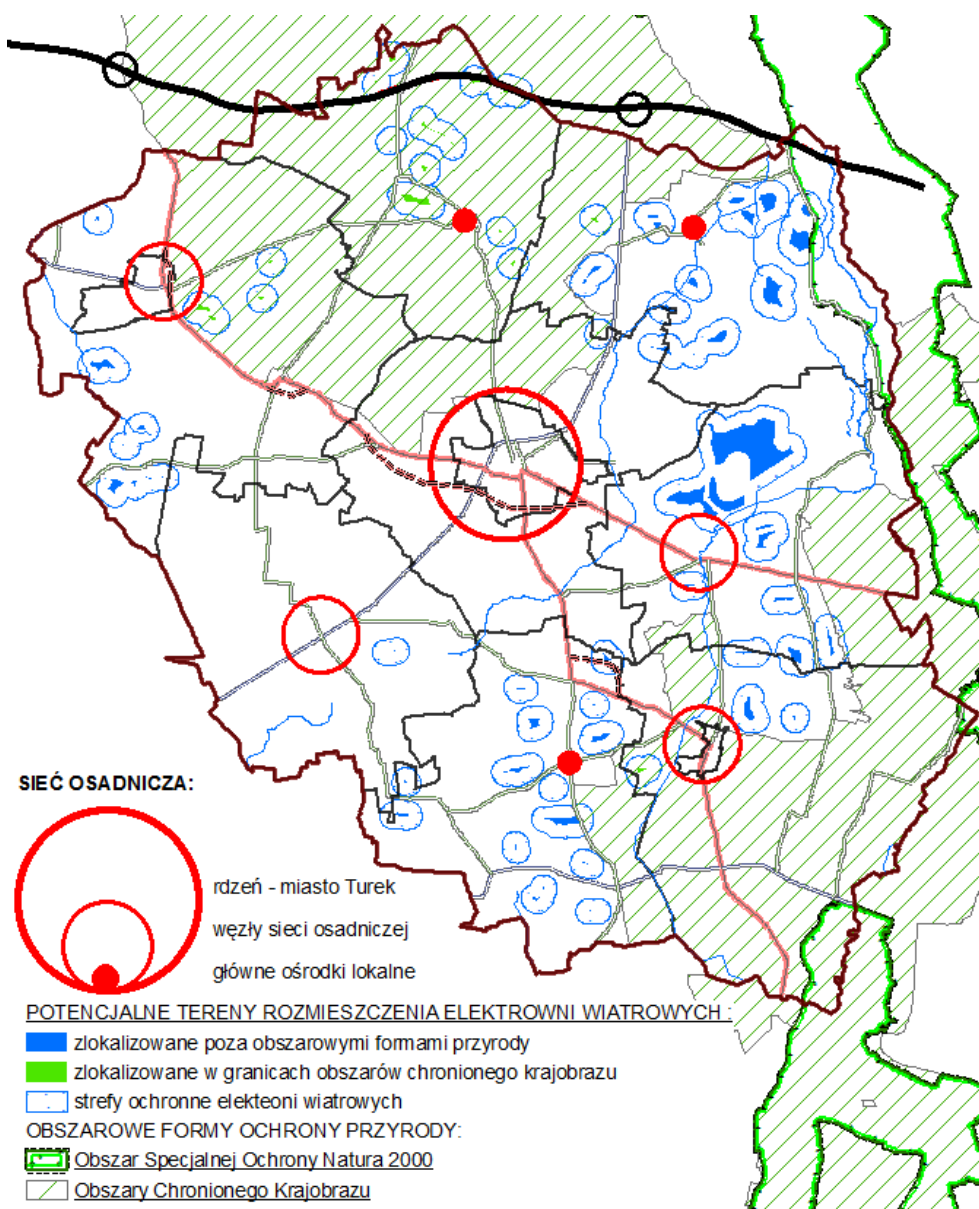 SIEĆ OSADNICZA:
rdzeń - miasto Turek
węzły sieci osadniczej
główne ośrodki lokalne
POTENCJALNE TERENY ROZMIESZCZENIA ELEKTROWNI WIATROWYCH :
zlokalizowane poza obszarowymi formami przyrody
zlokalizowane w granicach obszarów chronionego krajobrazu
strefy ochronne elekteoni wiatrowych
OBSZAROWE FORMY OCHRONY PRZYRODY:
Obszar Specjalnej Ochrony Natura 2000
Obszary Chronionego Krajobrazu